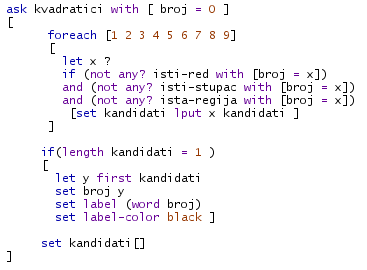 ask kvadratici with [ broj = 0 ]
[
foreach [1 2 3 4 5 6 7 8 9]
[
let x ?
if (not any? isti-red with [broj = x])
and (not any? isti-stupac with [broj = x])
and (not any? ista-regija with [broj = x])
[set kandidati lput x kandidati ]
]
if(length kandidati = 1 )
[
let y first kandidati
set broj y
set label (word broj)
set label-color black ]
set kandidati[]
]